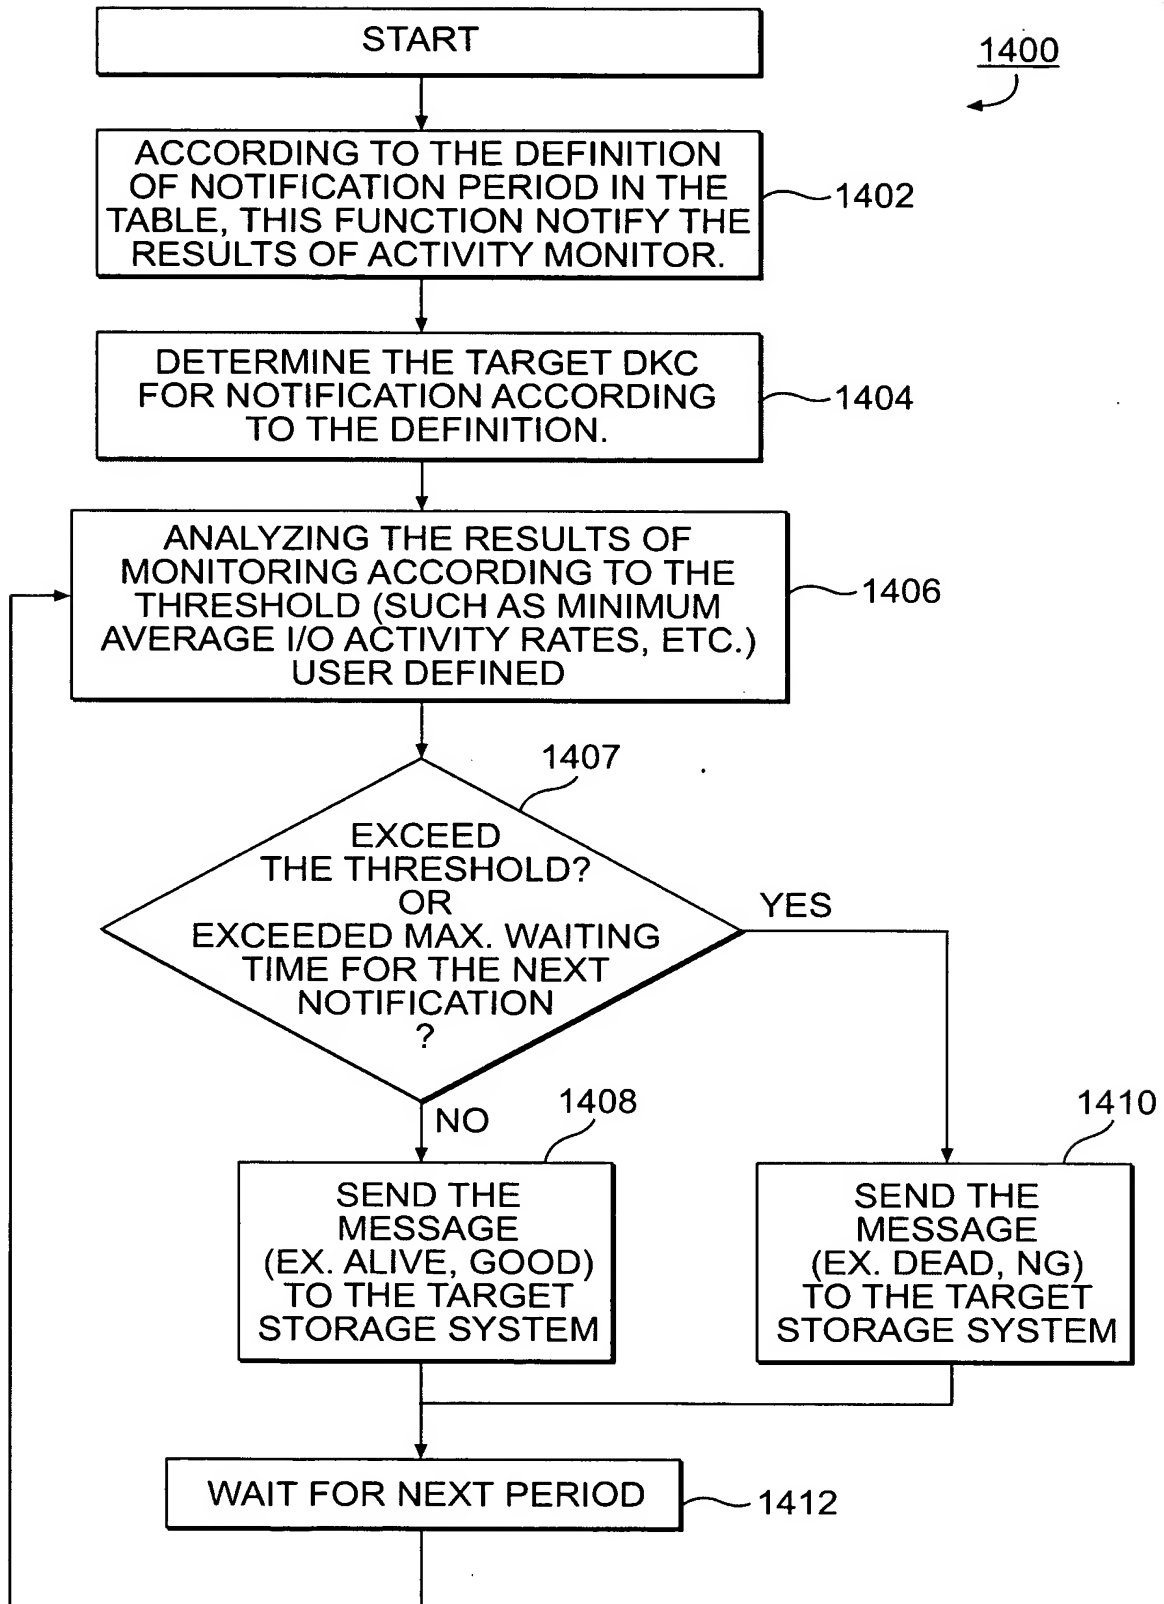 START
1400
ACCORDING TO THE DEFINITION
OF NOTIFICATION PERIOD IN THE
TABLE, THIS FUNCTION NOTIFY THE
RESULTS OF ACTIVITY MONITOR.
1402
DETERMINE THE TARGET DKC
FOR NOTIFICATION ACCORDING
TO THE DEFINITION.
1404
ANALYZING THE RESULTS OF
MONITORING ACCORDING TO THE
THRESHOLD (SUCH AS MINIMUM
AVERAGE I/O ACTIVITY RATES, ETC.)
USER DEFINED
1406
1407
EXCEED
THE THRESHOLD?
OR
EXCEEDED MAX. WAITING
TIME FOR THE NEXT
NOTIFICATION
?
YES
NO
1408
SEND THE
MESSAGE
(EX. ALIVE, GOOD)
TO THE TARGET
STORAGE SYSTEM
1410
SEND THE
MESSAGE
(EX. DEAD, NG)
TO THE TARGET
STORAGE SYSTEM
WAIT FOR NEXT PERIOD
1412